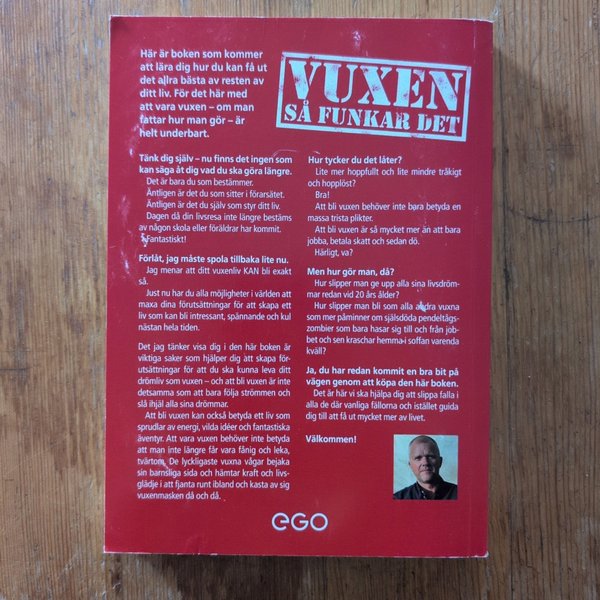 Här är boken som kommer
att lära dig hur du kan få ut
det allra bästa av resten av
ditt liv. För det här med
att vara vuxen – om man
fattar hur man gör – är
helt underbart.
VUXEN
SÅ FUNKAR DET
Tänk dig själv – nu finns det ingen som
kan säga åt dig vad du ska göra längre.
Det är bara du som bestämmer.
Äntligen är det du som sitter i förarsätet.
Äntligen är det du själv som styr ditt liv.
Dagen då din livsresa inte längre bestäms
av någon skola eller föräldrar har kommit.
Fantastiskt!
Förlåt, jag måste spola tillbaka lite nu.
Jag menar att ditt vuxenliv KAN bli exakt
så.
Just nu har du alla möjligheter i världen att
maxa dina förutsättningar för att skapa ett
liv som kan bli intressant, spännande och kul
nästan hela tiden.
Det jag tänker visa dig i den här boken är
viktiga saker som hjälper dig att skapa för-
utsättningar för att du ska kunna leva ditt
drömliv som vuxen – och att bli vuxen är inte
detsamma som att bara följa strömmen och
slå ihjäl alla sina drömmar.
Att bli vuxen kan också betyda ett liv som
sprudlar av energi, vilda idéer och fantastiska
äventyr. Att vara vuxen behöver inte betyda
att man inte längre får vara fånig och leka,
tvärtom. De lyckligaste vuxna vågar bejaka
sin barnsliga sida och hämtar kraft och livs-
glädje i att fjanta runt ibland och kasta av sig
vuxenmasken då och då.
Hur tycker du det låter?
Lite mer hoppfullt och lite mindre tråkigt
och hopplöst?
Bra!
Att bli vuxen behöver inte bara betyda en
massa trista plikter.
Att bli vuxen är så mycket mer än att bara
jobba, betala skatt och sedan dö.
Härligt, va?
Men hur gör man, då?
Hur slipper man ge upp alla sina livsdröm-
mar redan vid 20 års ålder?
Hur slipper man bli som alla andra vuxna
som mer påminner om själsdöda pendeltågs-
zombier som bara hasar sig till och från job-
bet och sen kraschar hemma i soffan varenda
kväll?
Ja, du har redan kommit en bra bit på
vägen genom att köpa den här boken.
Det är här vi ska hjälpa dig att slippa falla i
alla de där vanliga fällorna och istället guida
dig till att få ut mycket mer av livet.
Välkommen!
eGO